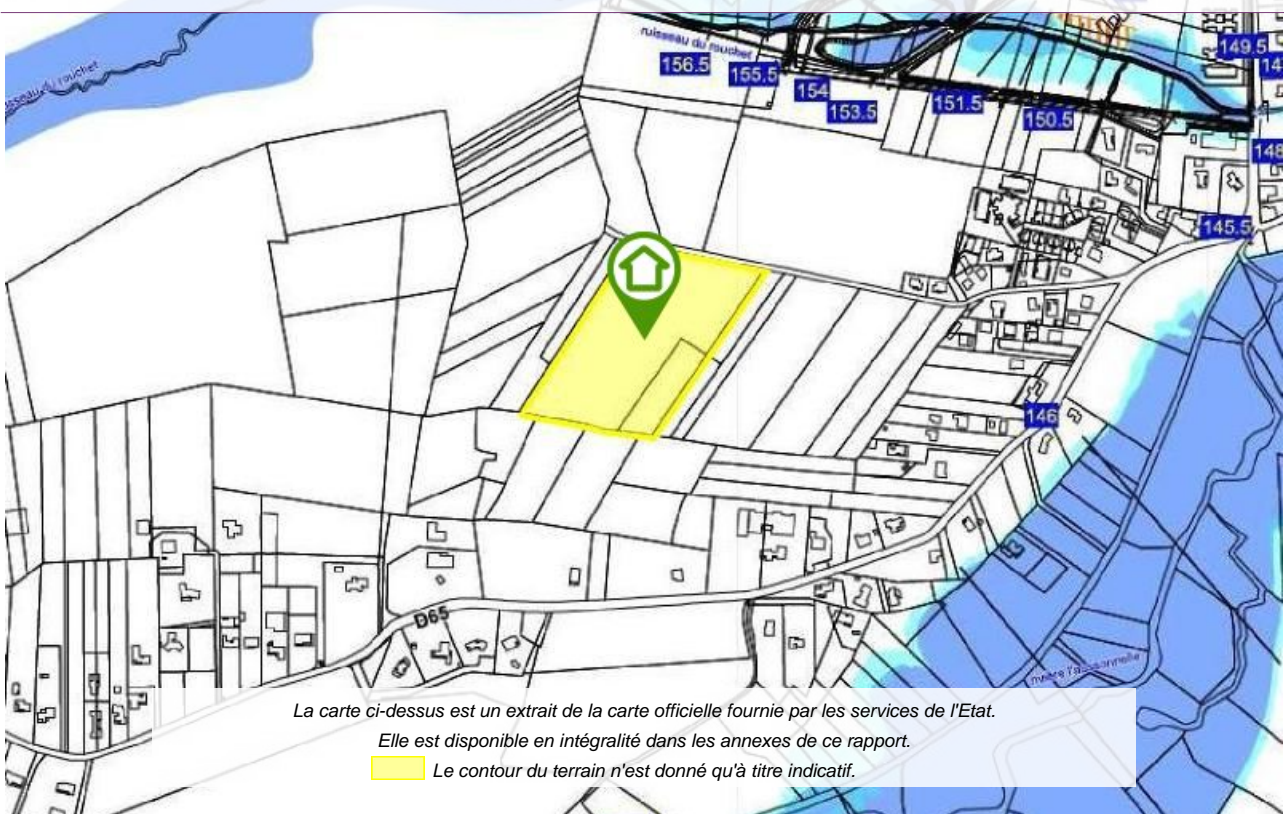 ruisseau du rouchet
156.5
155.5
154
153.5
151.5
150.5
149.5
148
145.5
146
D65
La carte ci-dessus est un extrait de la carte officielle fournie par les services de l'Etat.
Elle est disponible en intégralité dans les annexes de ce rapport.
Le contour du terrain n'est donné qu'à titre indicatif.